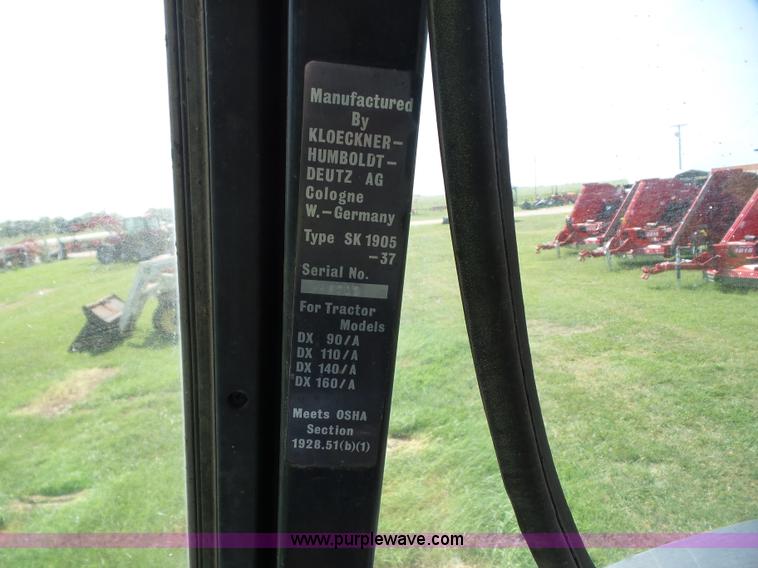 Manufactured
By
KLOECKNER-
HUMBOLDT-
DEUTZ AG
Cologne
W.-Germany
Type SK 1905
-37
Serial No.
For Tractor
Models
DX 90/A
DX 110/A
DX 140/A
DX 160/A
Meets OSHA
Section
1928.51(b)(1)
www.purplewave.com